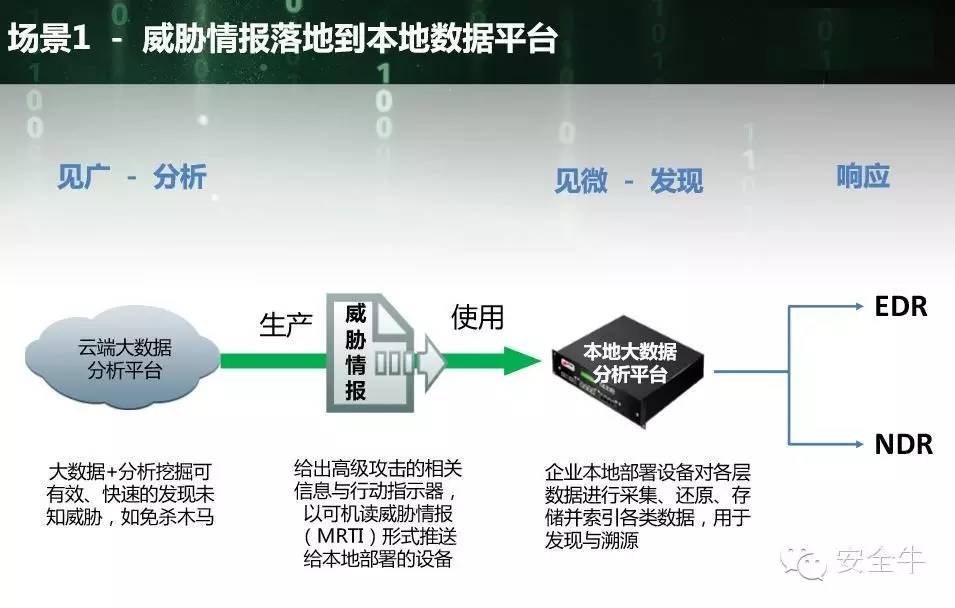 场景1 - 威胁情报落地到本地数据平台
见广 - 分析
见微 - 发现
响应
生产
使用
云端大数据
分析平台
威
胁
情
报
本地大数据
分析平台
EDR
NDR
大数据+分析挖掘可
有效、快速的发现未
知威胁，如免杀木马
给出高级攻击的相关
信息与行动指示器，
以可机读威胁情报
（MRTI）形式推送
给本地部署的设备
企业本地部署设备对各层
数据进行采集、还原、存
储并索引各类数据，用于
发现与溯源
安全牛